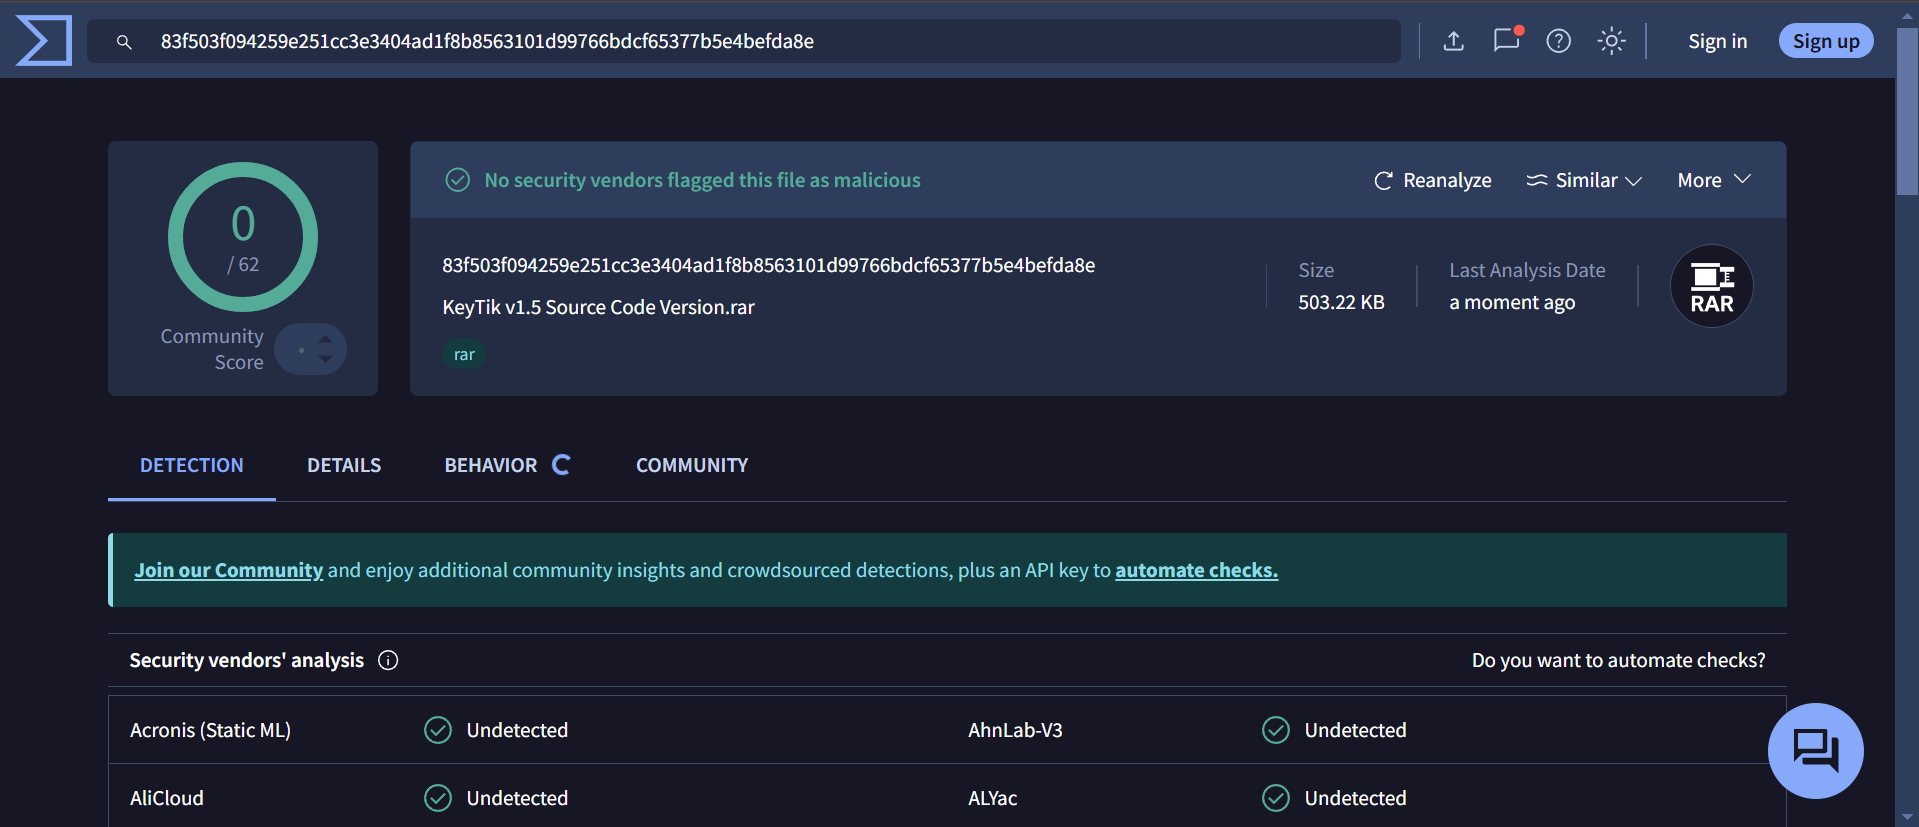 83f503f094259e251cc3e3404ad1f8b8563101d99766bdcf65377b5e4befda8e
Sign in
Sign up
0
/ 62
Community
Score
No security vendors flagged this file as malicious
Reanalyze
Similar
More
83f503f094259e251cc3e3404ad1f8b8563101d99766bdcf65377b5e4befda8e
KeyTik v1.5 Source Code Version.rar
rar
Size
503.22 KB
Last Analysis Date
a moment ago
RAR
DETECTION
DETAILS
BEHAVIOR
COMMUNITY
Join our Community and enjoy additional community insights and crowdsourced detections, plus an API key to automate checks.
Security vendors' analysis
Do you want to automate checks?
Acronis (Static ML)
Undetected
AhnLab-V3
Undetected
AliCloud
Undetected
ALYac
Undetected